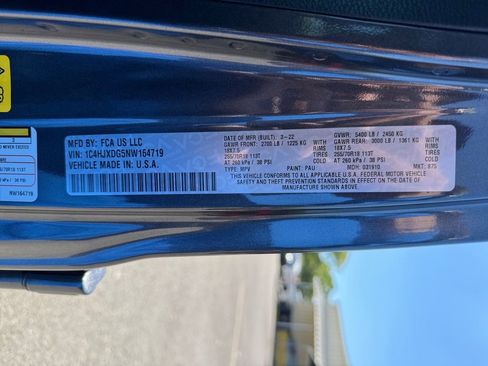 MFD BY: FCA US LLC
VIN: 1C4HJXDG5NW164719
VEHICLE MADE IN: U.S.A.
DATE OF MFR (BUILT): 3-22
GAWR FRONT: 2700 LB / 1225 KG WITH
18X7.5 RIMS
255/70R18 113T TIRES
AT 260 kPa / 38 PSI COLD
TYPE: MPV PAINT: PAU
GVWR: 5400 LB / 2450 KG
GAWR REAR: 3000 LB / 1361 KG WITH
18X7.5 RIMS
255/70R18 113T TIRES
AT 260 kPa / 38 PSI COLD
MDH: 031910 MKT: 875
THIS VEHICLE CONFORMS TO ALL APPLICABLE U.S.A. FEDERAL MOTOR VEHICLE
SAFETY, BUMPER, AND THEFT PREVENTION STANDARDS IN EFFECT ON THE DATE OF
MANUFACTURE SHOWN ABOVE.
NW164719